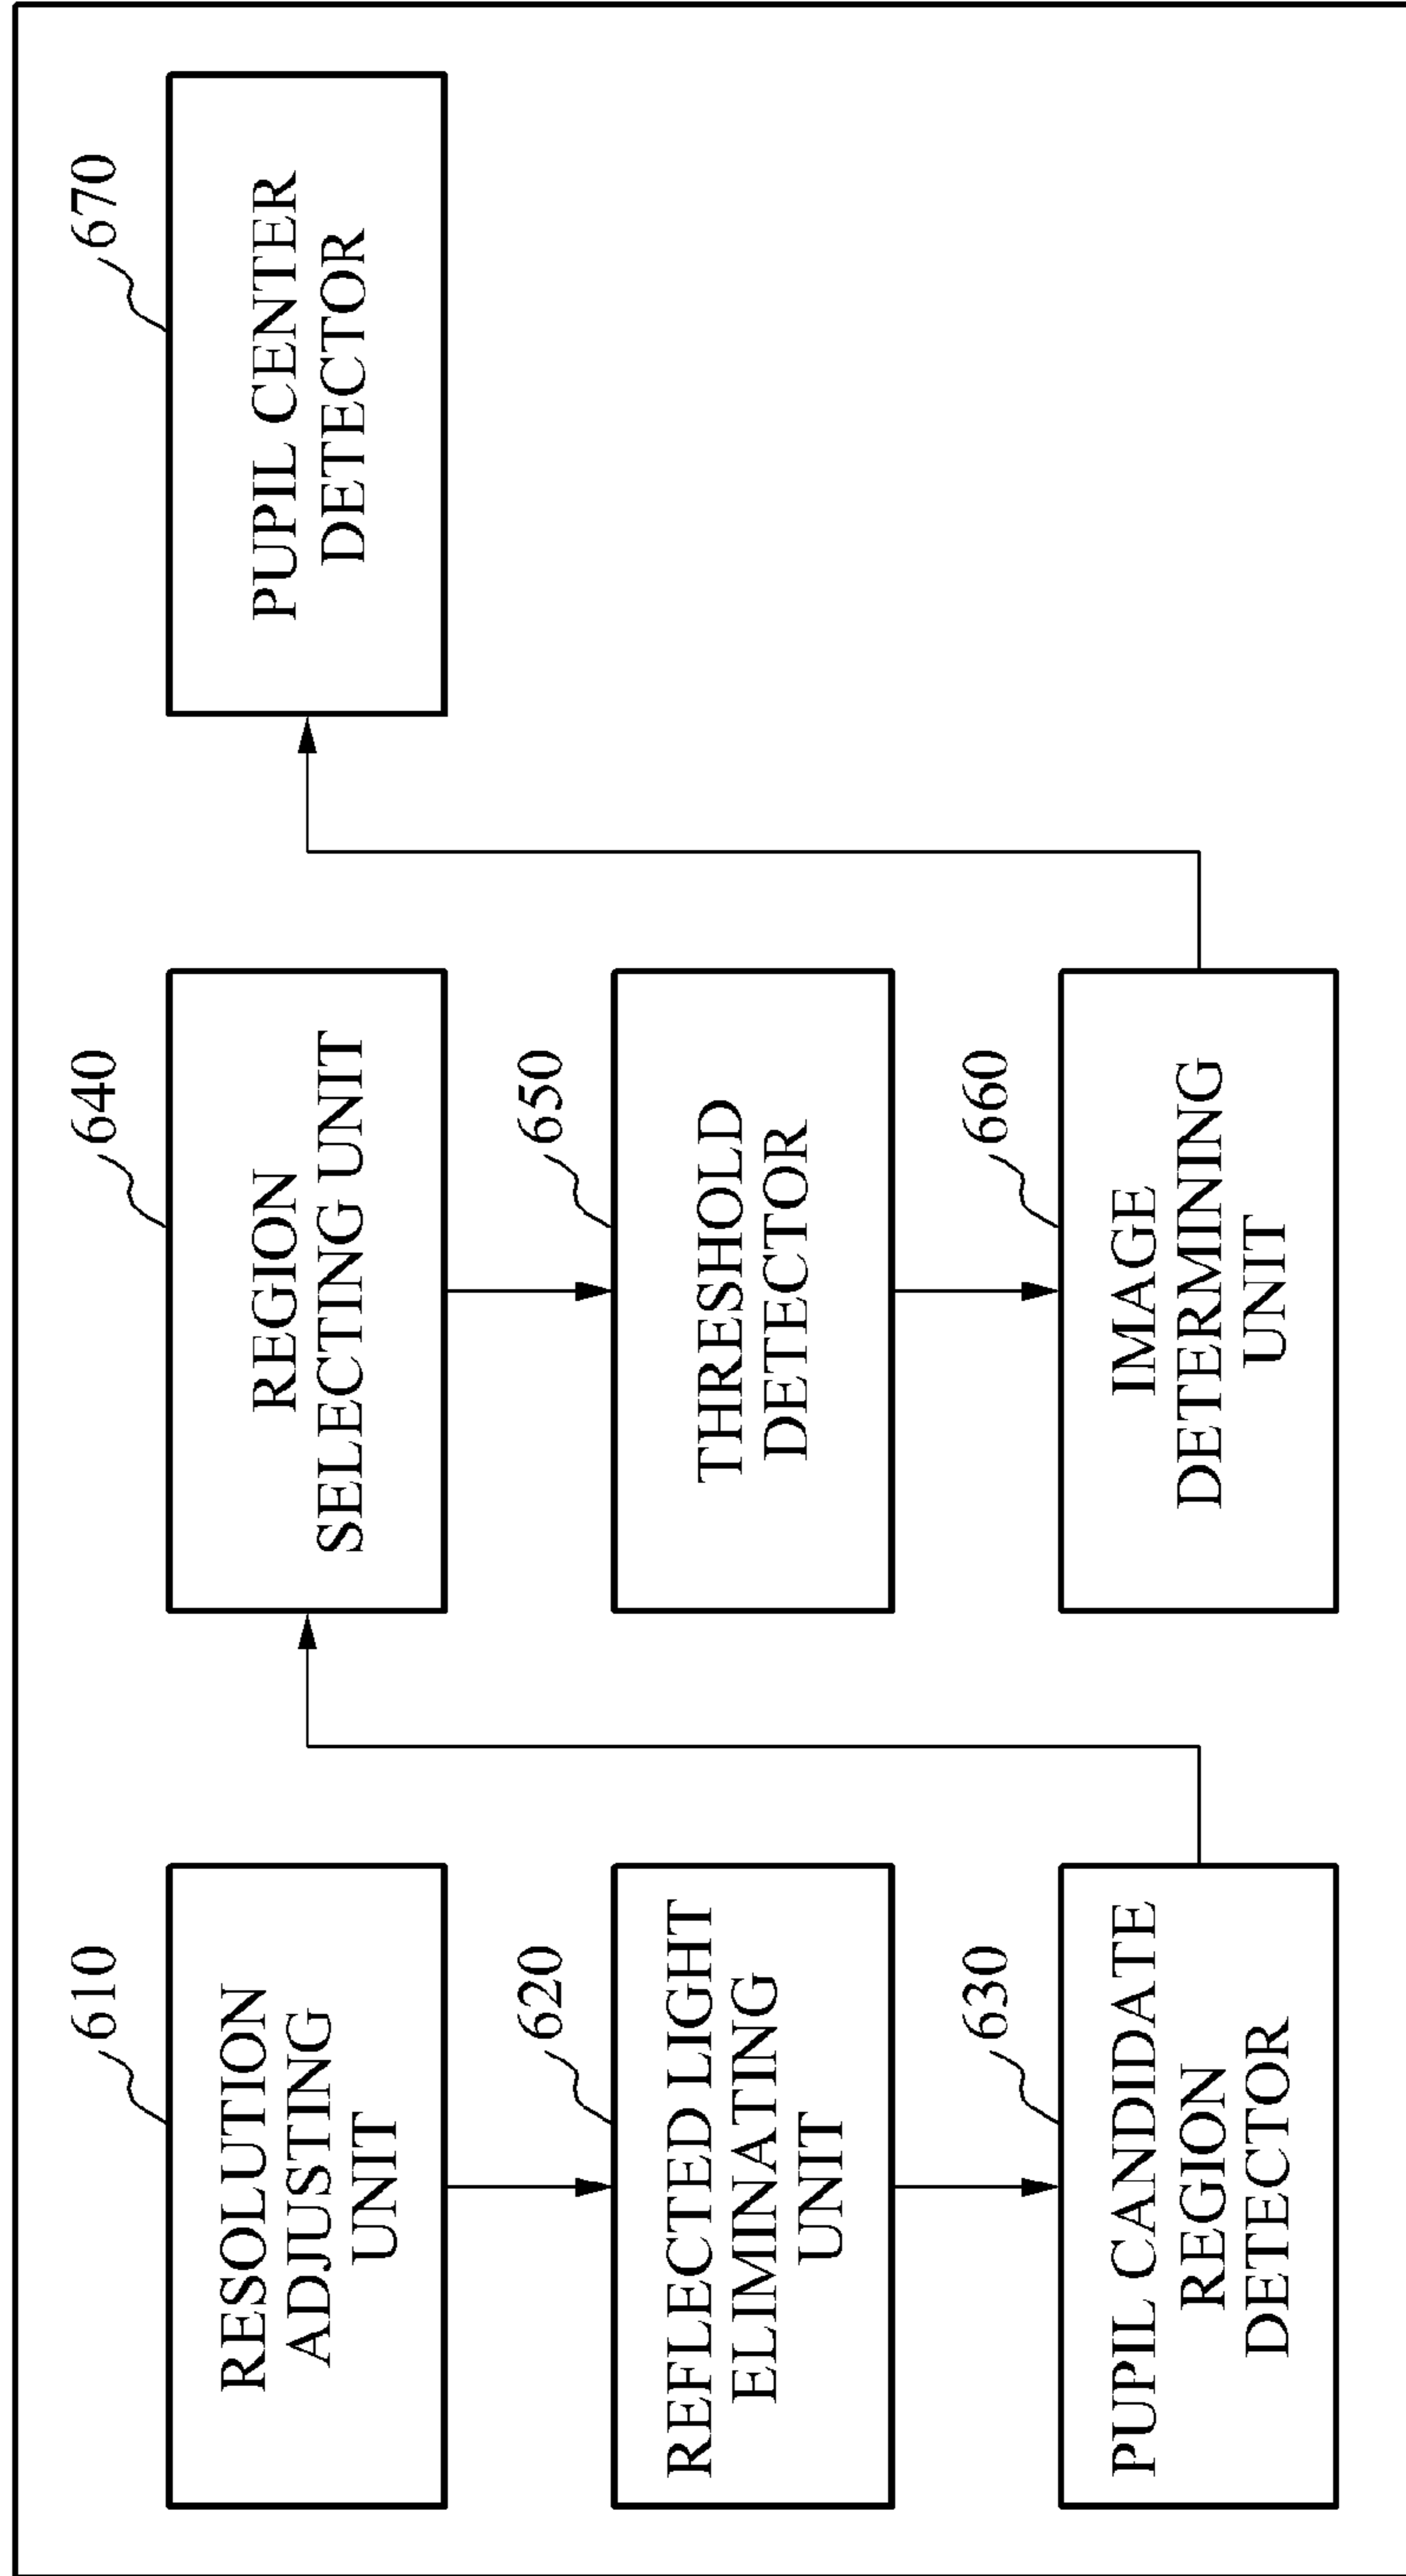 610
RESOLUTION
ADJUSTING
UNIT
620
REFLECTED LIGHT
ELIMINATING
UNIT
630
PUPIL CANDIDATE
REGION
DETECTOR
640
REGION
SELECTING UNIT
650
THRESHOLD
DETECTOR
660
IMAGE
DETERMINING
UNIT
670
PUPIL CENTER
DETECTOR